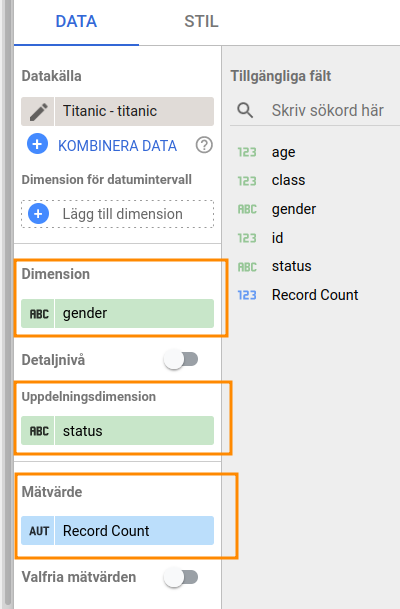 DATA
STIL
Datakälla
Titanic - titanic
KOMBINERA DATA
Dimension för datumintervall
Lägg till dimension
Dimension
ABC gender
Detaljnivå
Uppdelningsdimension
ABC status
Mätvärde
AUT Record Count
Valfria mätvärden
Tillgängliga fält
Skriv sökord här
123 age
123 class
ABC gender
123 id
ABC status
123 Record Count